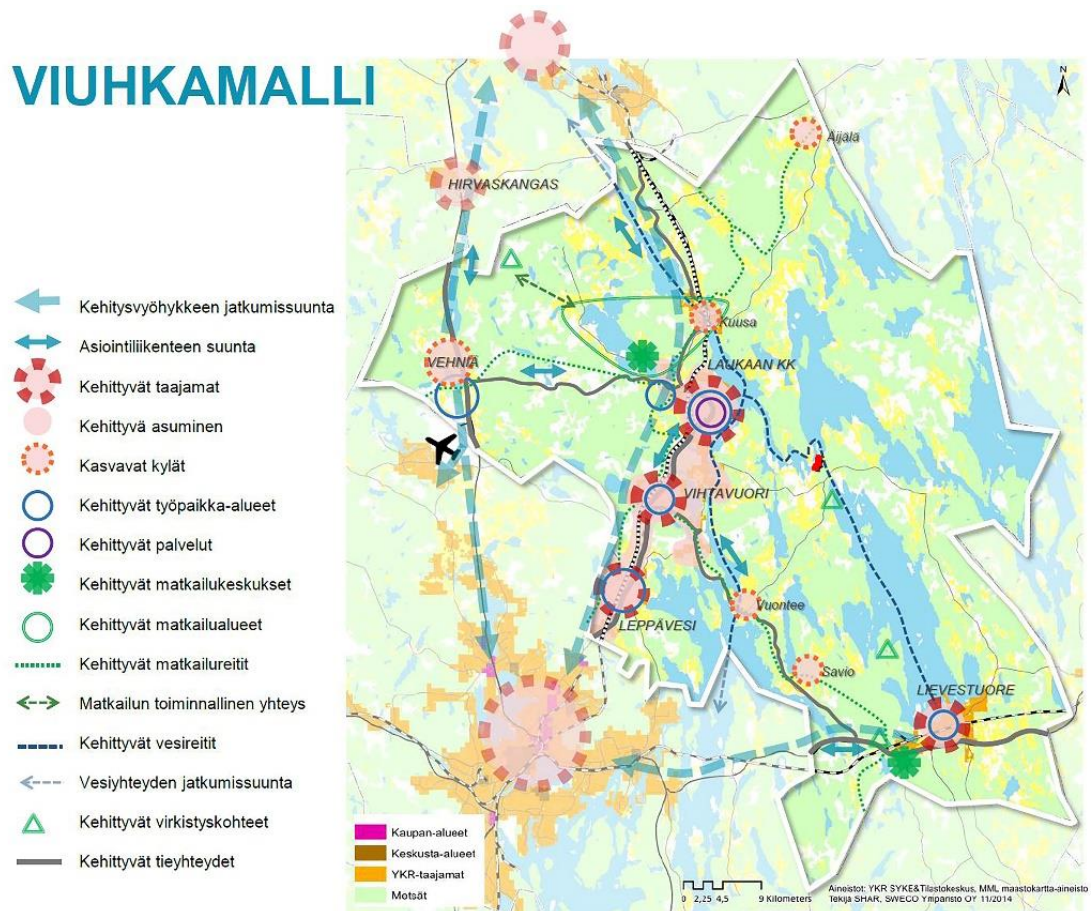 VIUHKAMALLI
Kehitysvyöhykkeen jatkumissuunta
Asiointiliikenteen suunta
Kehittyvät taajamat
Kehittyvä asuminen
Kasvavat kylät
Kehittyvät työpaikka-alueet
Kehittyvät palvelut
Kehittyvät matkailukeskukset
Kehittyvät matkailualueet
Kehittyvät matkailureitit
Matkailun toiminnallinen yhteys
Kehittyvät vesireitit
Vesiyhteyden jatkumissuunta
Kehittyvät virkistyskohteet
Kehittyvät tieyhteydet
N
Äijälä
HIRVASKANGAS
Kuusa
VEHNIÄ
LAUKAAN KK
VIHTAVUORI
Vuontee
LEPPÄVESI
Savio
LIEVESTUORE
Kaupan-alueet
Keskusta-alueet
YKR-taajamat
Metsät
0 2,25 4,5 9 Kilometers
Aineistot: YKR SYKE&Tilastokeskus, MML maastokartta-aineisto
Tekijä SHAR, SWECO Ympäristö OY 11/2014